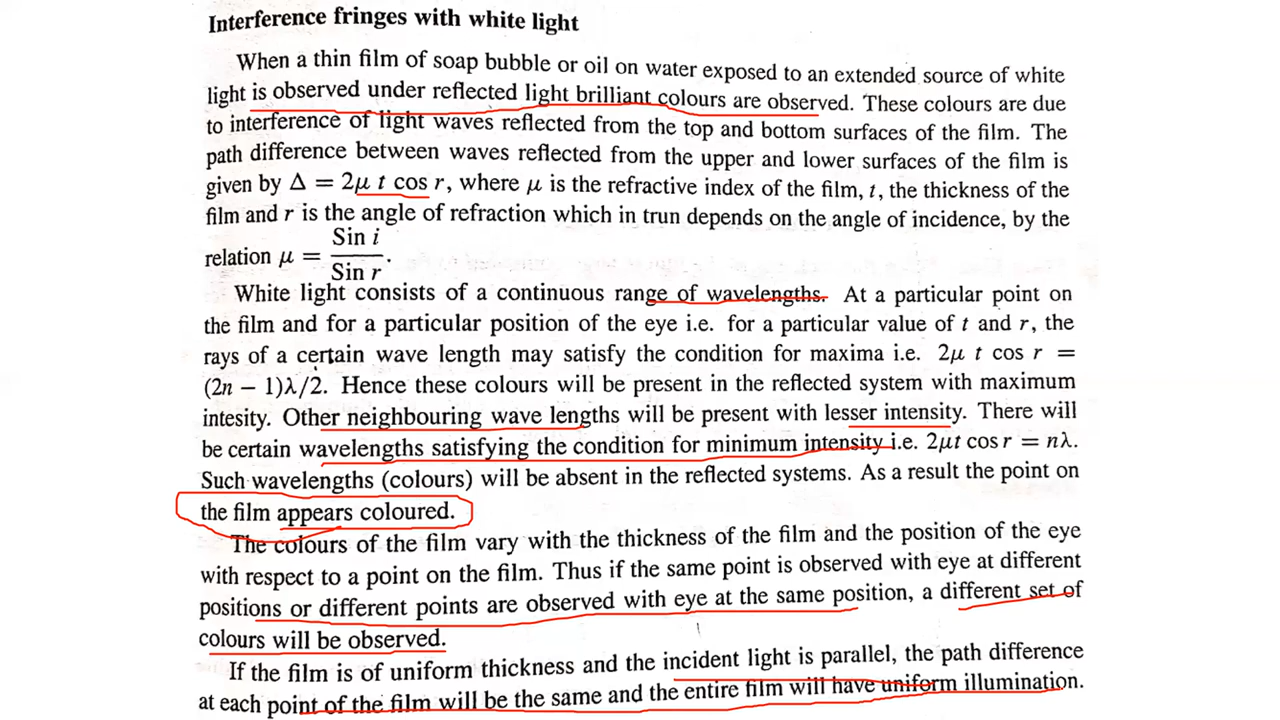 Interference fringes with white light
When a thin film of soap bubble or oil on water exposed to an extended source of white
light is observed under reflected light brilliant colours are observed. These colours are due
to interference of light waves reflected from the top and bottom surfaces of the film. The
path difference between waves reflected from the upper and lower surfaces of the film is
given by Δ = 2μ t cos r, where μ is the refractive index of the film, t, the thickness of the
film and r is the angle of refraction which in trun depends on the angle of incidence, by the
relation μ = Sin i / Sin r.
White light consists of a continuous range of wavelengths. At a particular point on
the film and for a particular position of the eye i.e. for a particular value of t and r, the
rays of a certain wave length may satisfy the condition for maxima i.e. 2μ t cos r =
(2n − 1)λ/2. Hence these colours will be present in the reflected system with maximum
intesity. Other neighbouring wave lengths will be present with lesser intensity. There will
be certain wavelengths satisfying the condition for minimum intensity i.e. 2μt cos r = nλ.
Such wavelengths (colours) will be absent in the reflected systems. As a result the point on
the film appears coloured.
The colours of the film vary with the thickness of the film and the position of the eye
with respect to a point on the film. Thus if the same point is observed with eye at different
positions or different points are observed with eye at the same position, a different set of
colours will be observed.
If the film is of uniform thickness and the incident light is parallel, the path difference
at each point of the film will be the same and the entire film will have uniform illumination.